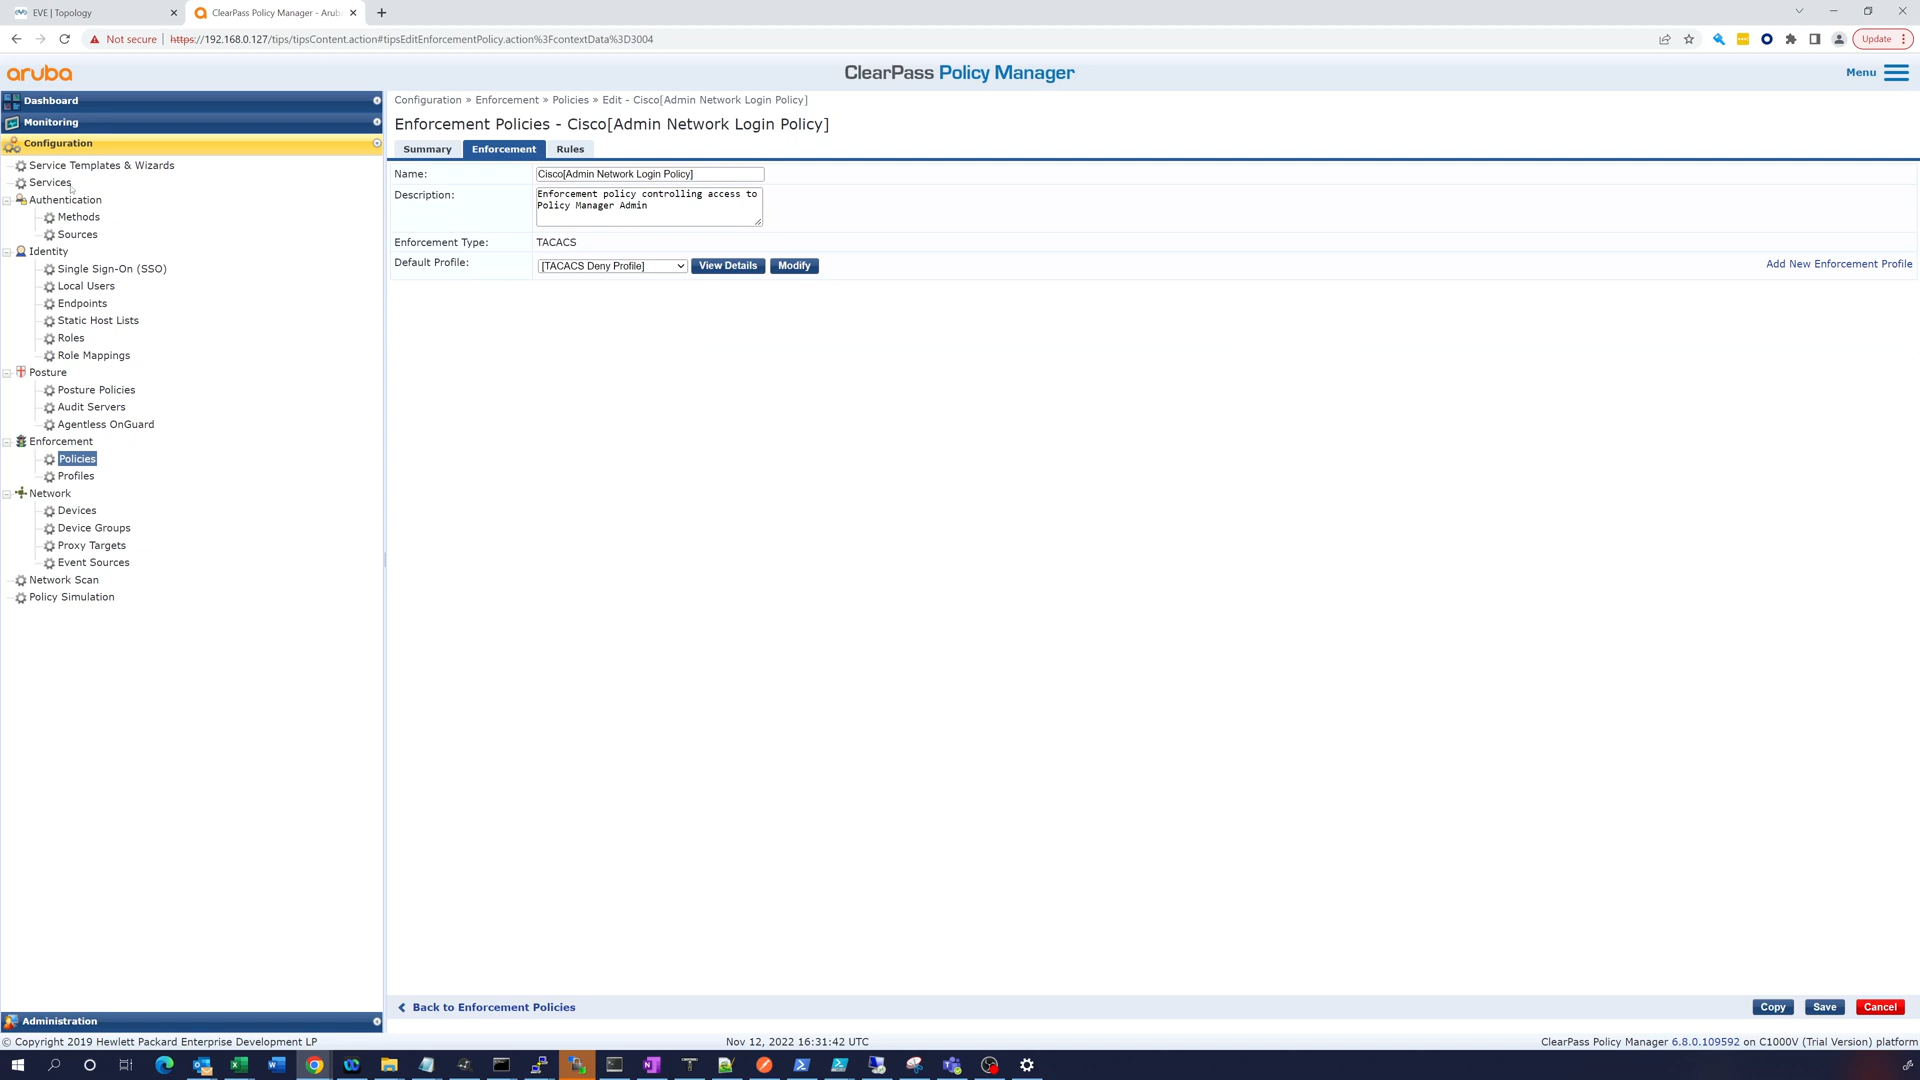 EVE | Topology
ClearPass Policy Manager - Aruba
Not secure
https://192.168.0.127/tips/tipsContent.action#tipsEditEnforcementPolicy.action%3FcontextData%3D3004
Update
aruba
ClearPass Policy Manager
Menu
Dashboard
Monitoring
Configuration
Service Templates & Wizards
Services
Authentication
Methods
Sources
Identity
Single Sign-On (SSO)
Local Users
Endpoints
Static Host Lists
Roles
Role Mappings
Posture
Posture Policies
Audit Servers
Agentless OnGuard
Enforcement
Policies
Profiles
Network
Devices
Device Groups
Proxy Targets
Event Sources
Network Scan
Policy Simulation
Administration
Configuration » Enforcement » Policies » Edit - Cisco[Admin Network Login Policy]
Enforcement Policies - Cisco[Admin Network Login Policy]
Summary Enforcement Rules
Name: Cisco[Admin Network Login Policy]
Description: Enforcement policy controlling access to
Policy Manager Admin
Enforcement Type: TACACS
Default Profile: [TACACS Deny Profile] View Details Modify Add New Enforcement Profile
Back to Enforcement Policies
Copy Save Cancel
© Copyright 2019 Hewlett Packard Enterprise Development LP
Nov 12, 2022 16:31:42 UTC
ClearPass Policy Manager 6.8.0.109592 on C1000V (Trial Version) platform